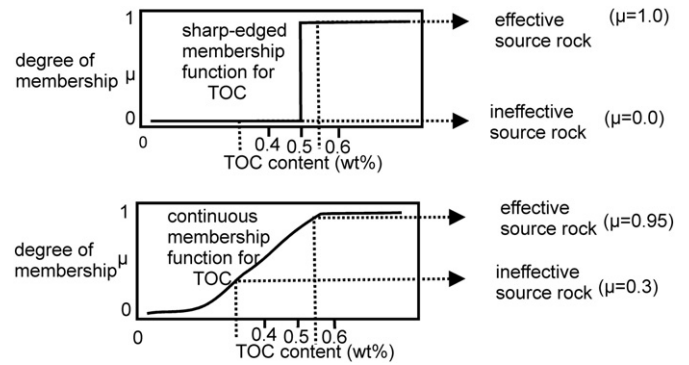 1
sharp-edged
membership
function for
TOC
degree of
membership μ
0
0
0.4 0.5 0.6
TOC content (wt%)
effective
source rock
(μ=1.0)
ineffective
source rock
(μ=0.0)
1
continuous
membership
function for
TOC
degree of
membership μ
0
0
0.4 0.5 0.6
TOC content (wt%)
effective
source rock
(μ=0.95)
ineffective
source rock
(μ=0.3)